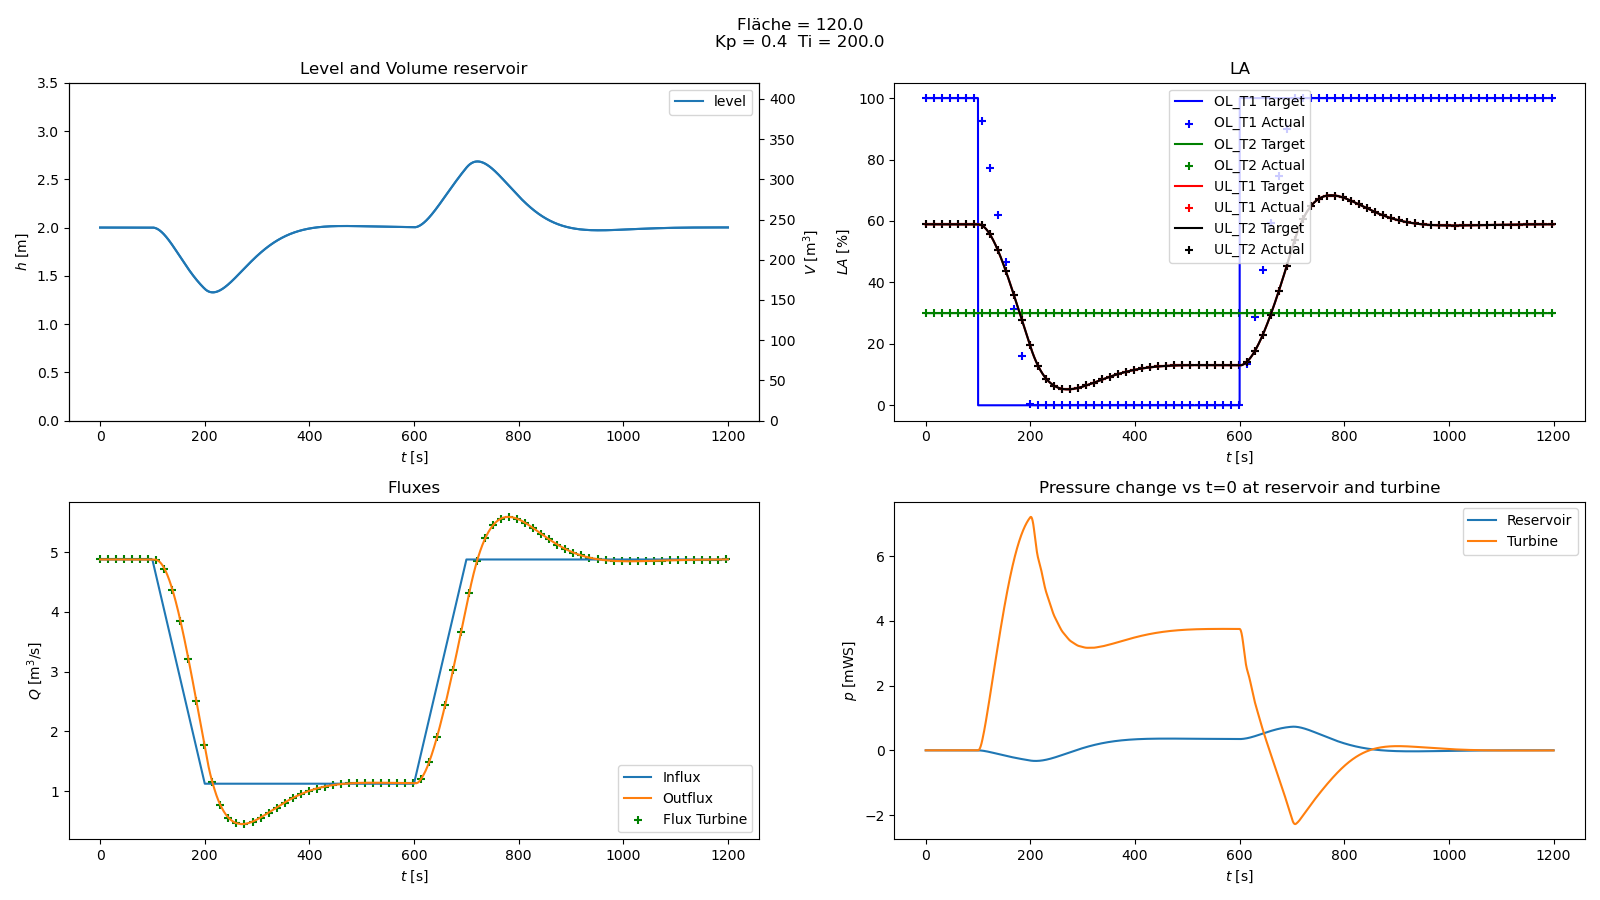 Fläche = 120.0
Kp = 0.4  Ti = 200.0
Level and Volume reservoir
3.5
3.0
2.5
2.0
1.5
1.0
0.5
0.0
h [m]
level
400
350
300
250
200
150
100
50
0
V [m³]
0 200 400 600 800 1000 1200
t [s]
LA
100
80
60
40
20
0
LA [%]
OL_T1 Target
OL_T1 Actual
OL_T2 Target
OL_T2 Actual
UL_T1 Target
UL_T1 Actual
UL_T2 Target
UL_T2 Actual
0 200 400 600 800 1000 1200
t [s]
Fluxes
5
4
3
2
1
Q [m³/s]
Influx
Outflux
Flux Turbine
0 200 400 600 800 1000 1200
t [s]
Pressure change vs t=0 at reservoir and turbine
6
4
2
0
−2
p [mWS]
Reservoir
Turbine
0 200 400 600 800 1000 1200
t [s]